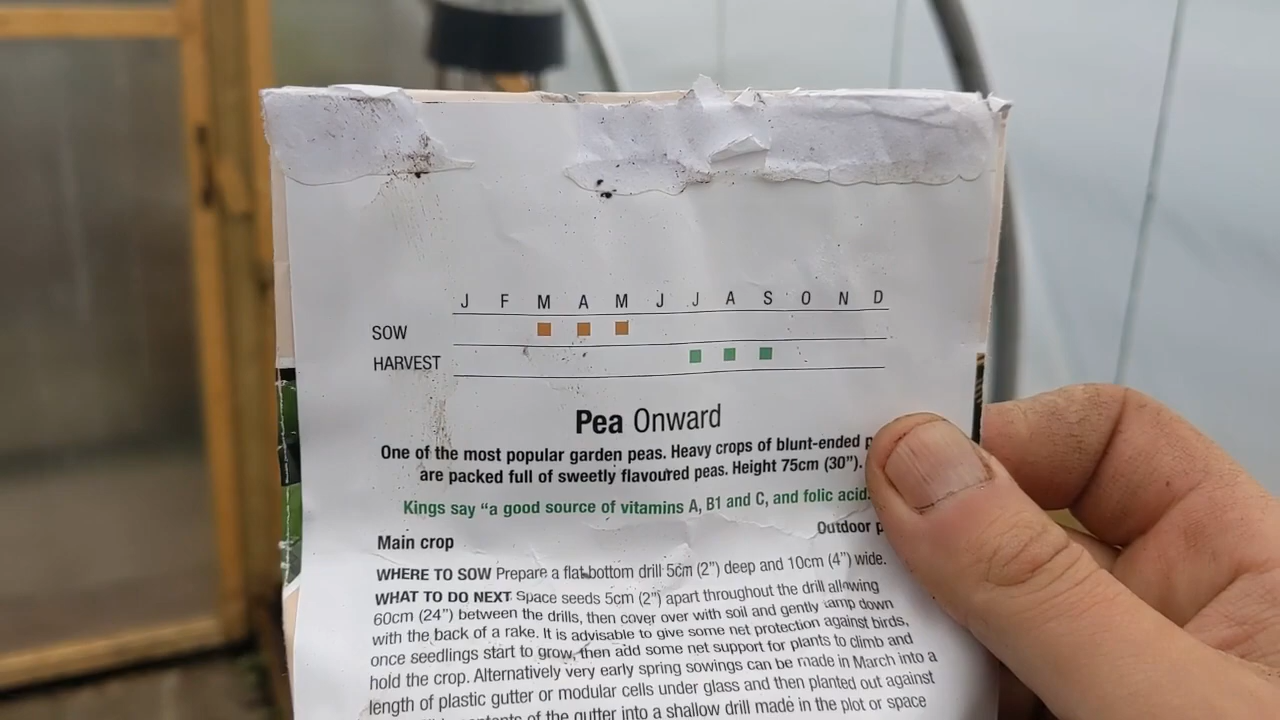 J F M A M J J A S O N D
SOW
HARVEST
Pea Onward
One of the most popular garden peas. Heavy crops of blunt-ended
are packed full of sweetly flavoured peas. Height 75cm (30”).
Kings say “a good source of vitamins A, B1 and C, and folic acid.
Outdoor
Main crop
WHERE TO SOW Prepare a flat-bottom drill 5cm (2”) deep and 10cm (4”) wide.
WHAT TO DO NEXT Space seeds 5cm (2”) apart throughout the drill allowing
60cm (24”) between the drills, then cover over with soil and gently tamp down
with the back of a rake. It is advisable to give some net protection against birds,
once seedlings start to grow, then add some net support for plants to climb and
hold the crop. Alternatively very early spring sowings can be made in March into a
length of plastic gutter or modular cells under glass and then planted out against
contents of the gutter into a shallow drill made in the plot or space